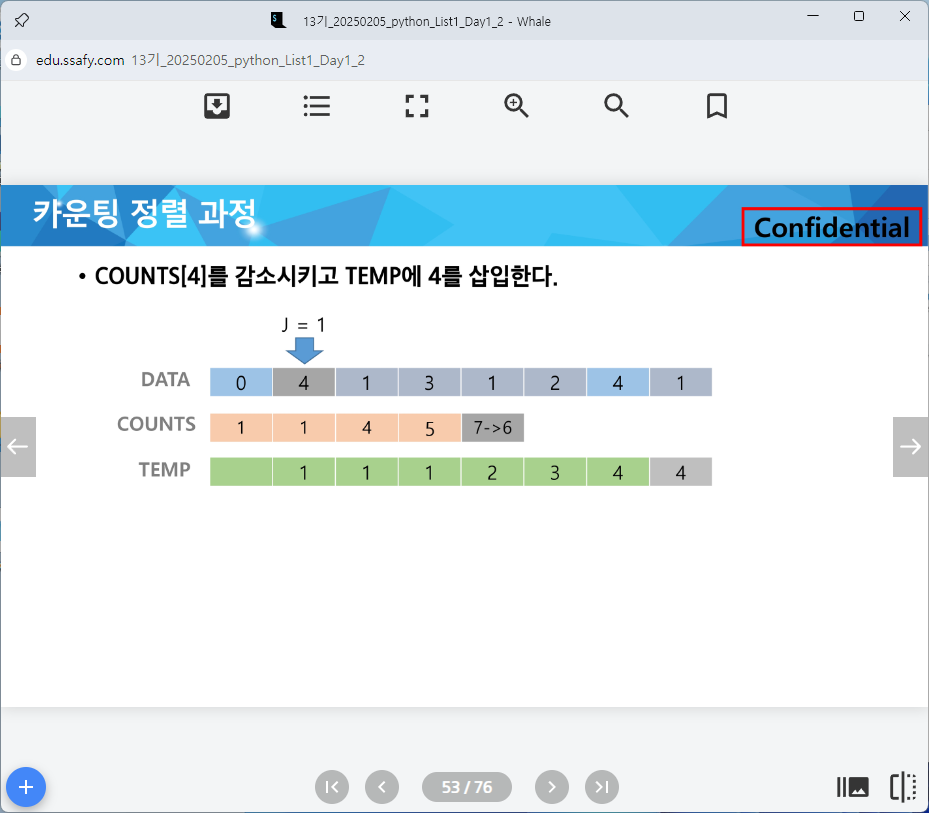 13기_20250205_python_List1_Day1_2 - Whale
edu.ssafy.com 13기_20250205_python_List1_Day1_2
캬운팅 정렬 과정
Confidential
• COUNTS[4]를 감소시키고 TEMP에 4를 삽입한다.
J = 1
DATA 0 4 1 3 1 2 4 1
COUNTS 1 1 4 5 7->6
TEMP 1 1 1 2 3 4 4
53 / 76